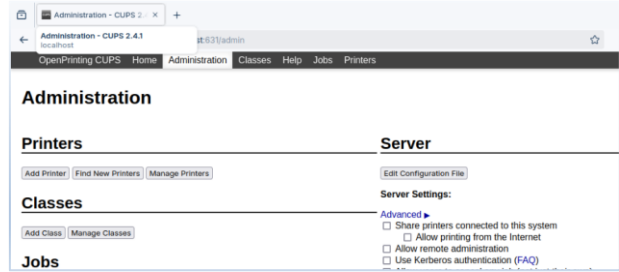 Administration - CUPS 2.4
Administration - CUPS 2.4.1
localhost
st:631/admin
OpenPrinting CUPS Home Administration Classes Help Jobs Printers
Administration
Printers
Add Printer Find New Printers Manage Printers
Classes
Add Class Manage Classes
Jobs
Server
Edit Configuration File
Server Settings:
Advanced ▶
Share printers connected to this system
Allow printing from the Internet
Allow remote administration
Use Kerberos authentication (FAQ)